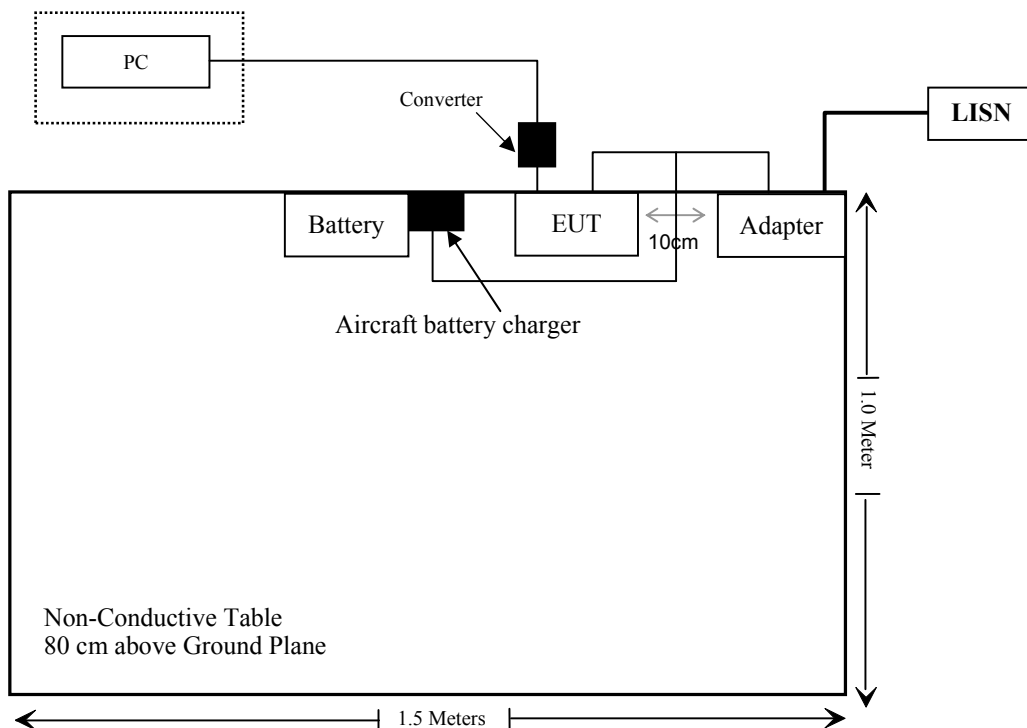 PC
Converter
LISN
Battery
EUT
10cm
Adapter
Aircraft battery charger
1.0 Meter
Non-Conductive Table
80 cm above Ground Plane
1.5 Meters